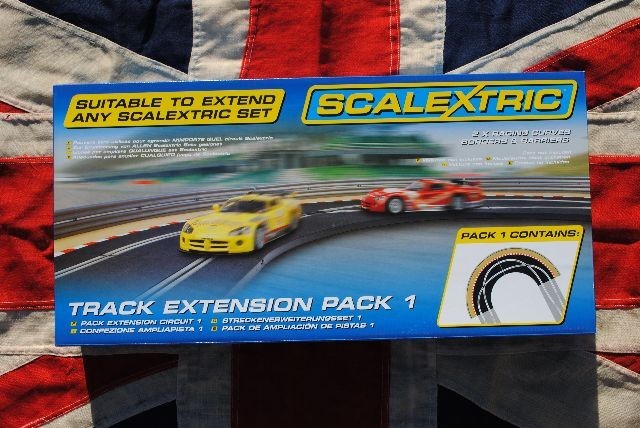 SUITABLE TO EXTEND
ANY SCALEXTRIC SET
SCALEXTRIC
2 X RACING CURVES
BORDERS & BARRIERS
PACK 1 CONTAINS:
TRACK EXTENSION PACK 1
PACK EXTENSION CIRCUIT 1
STRECKENERWEITERUNGSSET 1
CONFEZIONE AMPLIAPISTA 1
PACK DE AMPLIACIÓN DE PISTAS 1